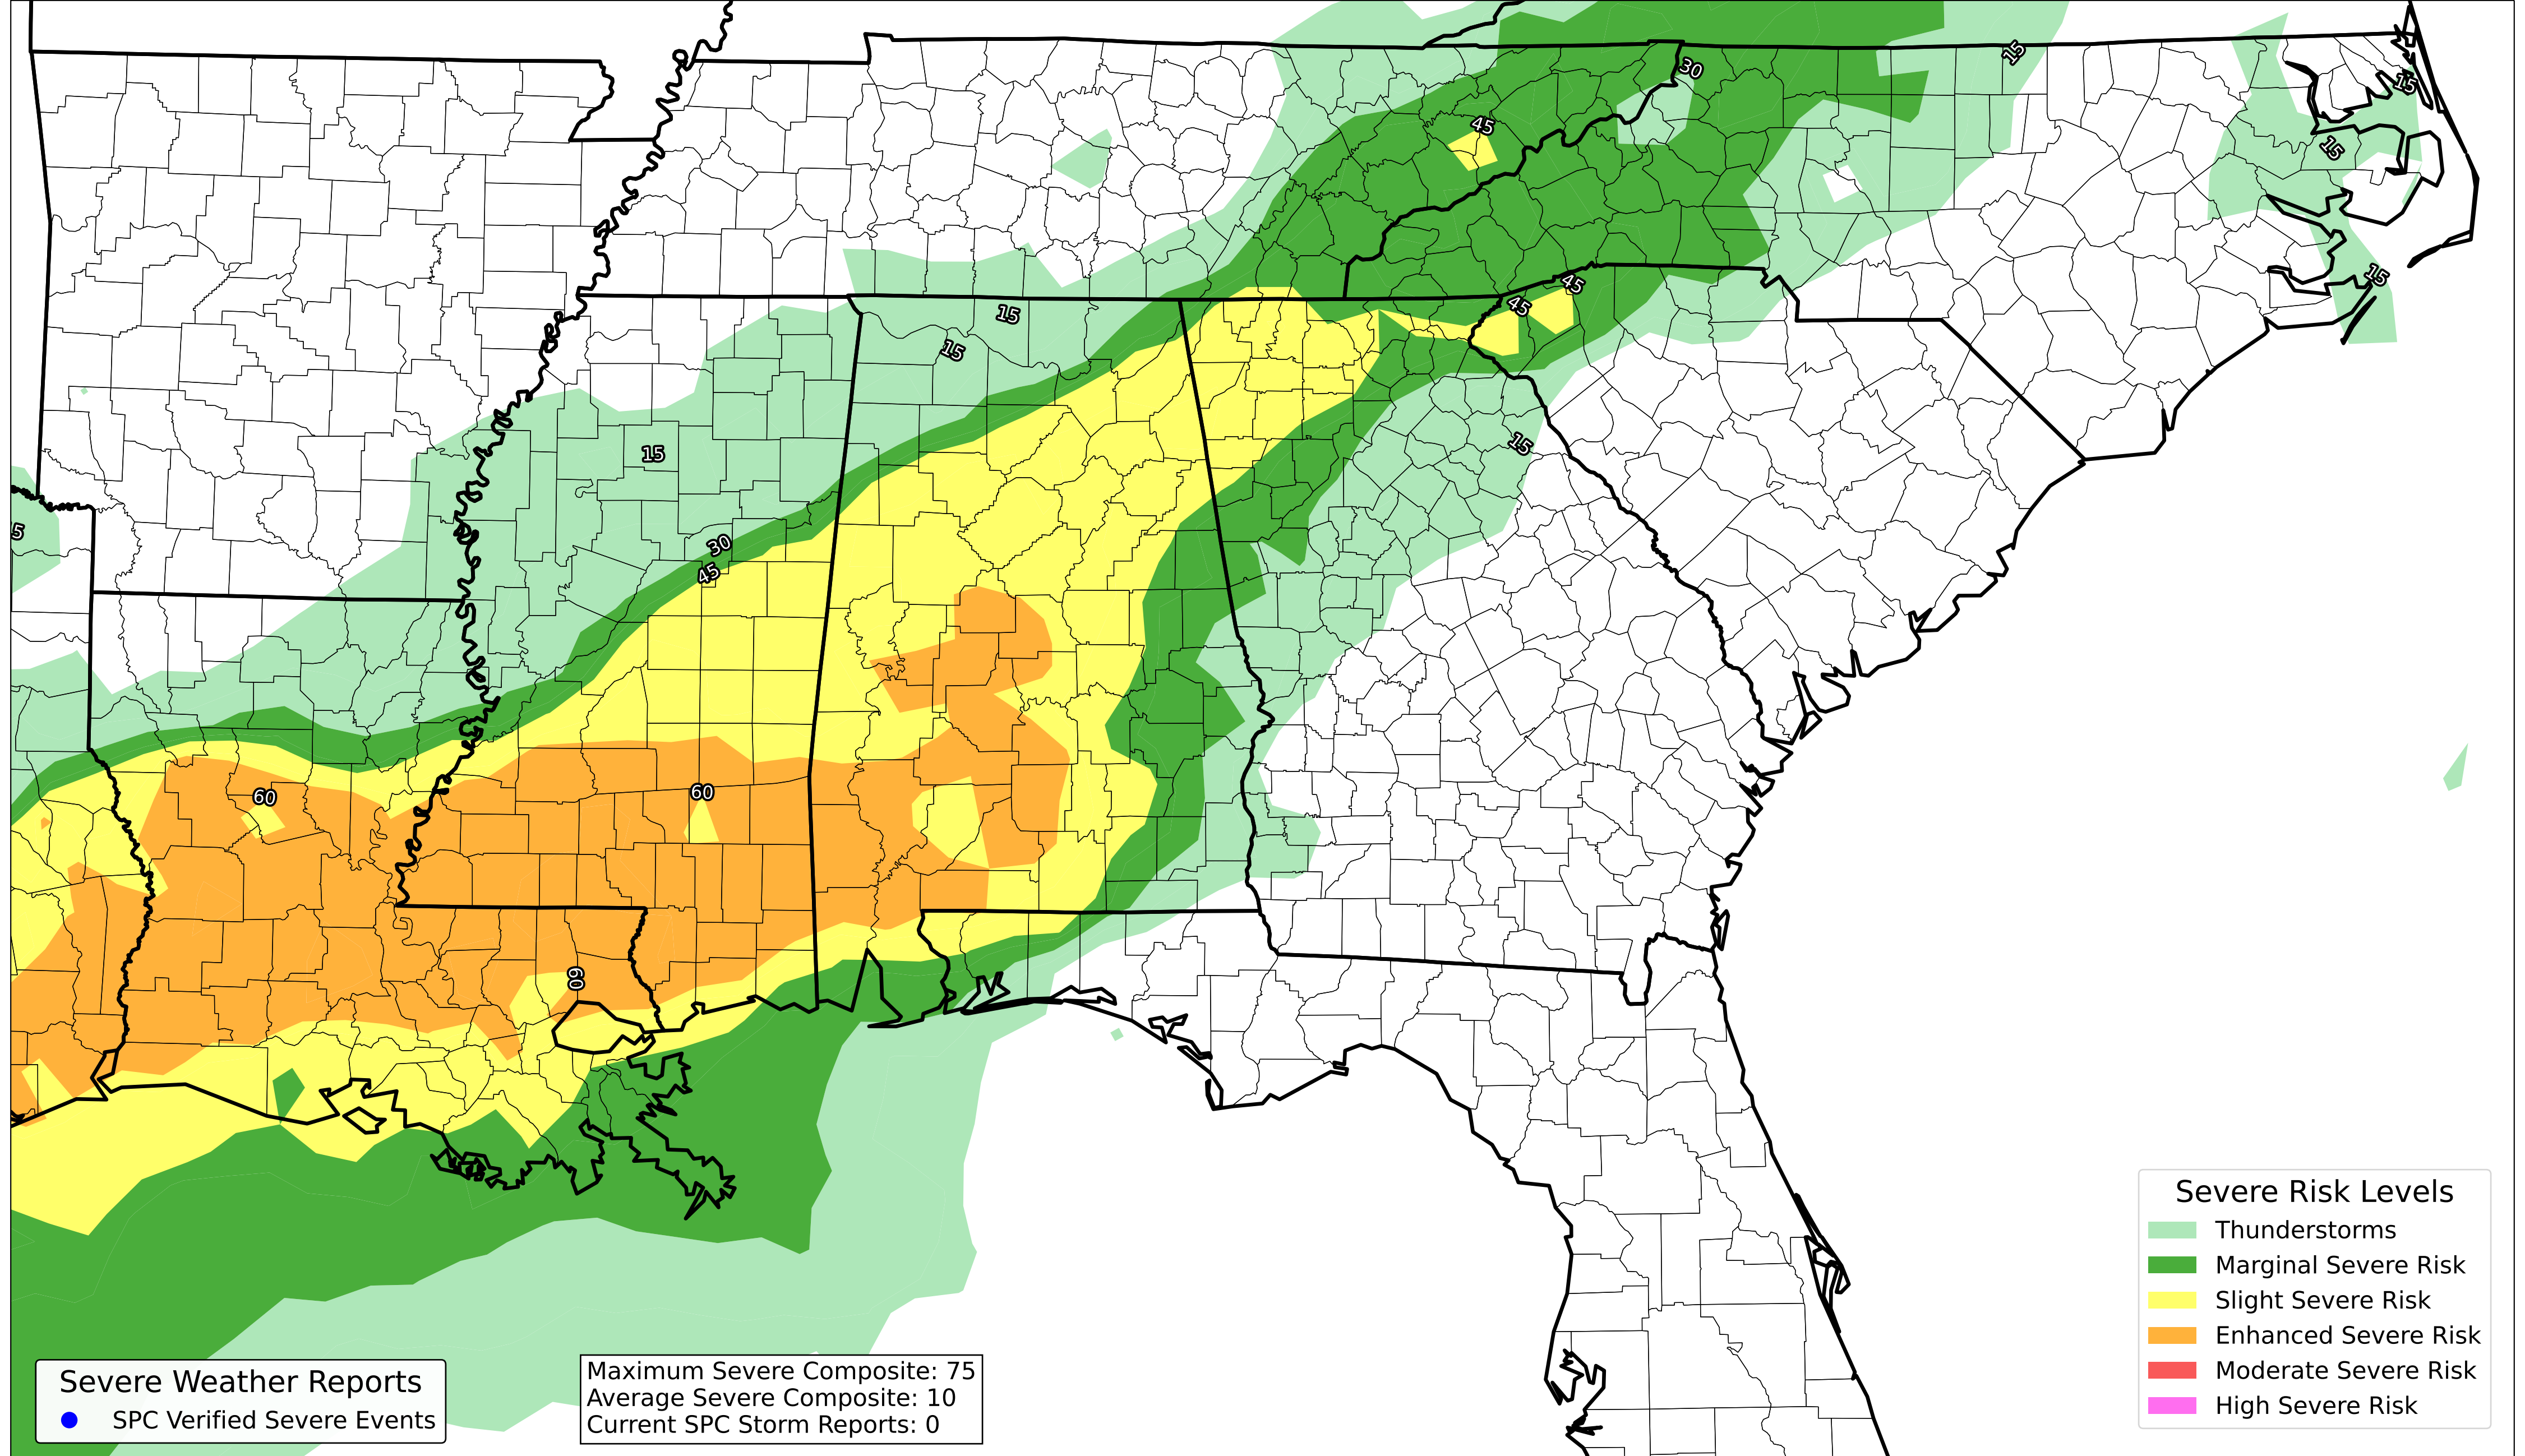 15
30
15
45
15
15
45
45
15
15
15
15
15
30
5
45
60
60
60
Severe Risk Levels
Thunderstorms
Marginal Severe Risk
Slight Severe Risk
Enhanced Severe Risk
Moderate Severe Risk
High Severe Risk
Severe Weather Reports
SPC Verified Severe Events
Maximum Severe Composite: 75
Average Severe Composite: 10
Current SPC Storm Reports: 0